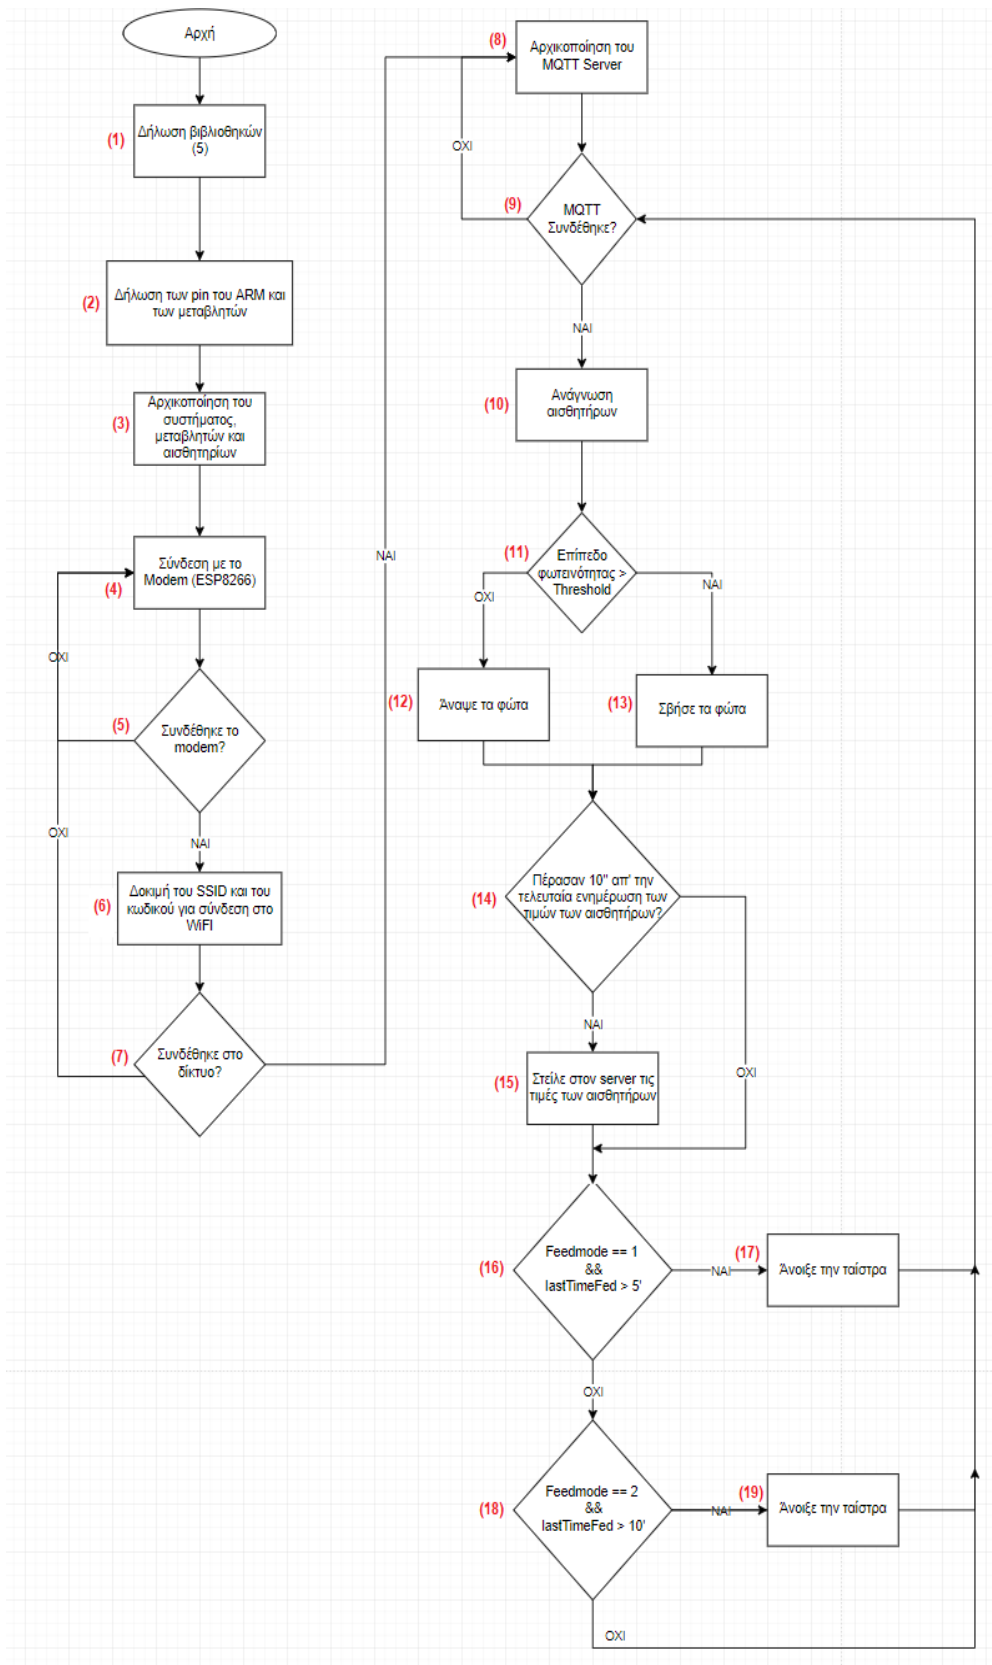 Αρχή
(1)
Δήλωση βιβλιοθηκών
(5)
(2)
Δήλωση των pin του ARM και
των μεταβλητών
(3)
Αρχικοποίηση του
συστήματος,
μεταβλητών και
αισθητηρίων
(4)
Σύνδεση με το
Modem (ESP8266)
ΟΧΙ
(5)
Συνδέθηκε το
modem?
ΟΧΙ
ΝΑΙ
(6)
Δοκιμή του SSID και του
κωδικού για σύνδεση στο
WiFI
(7)
Συνδέθηκε στο
δίκτυο?
ΝΑΙ
(8)
Αρχικοποίηση του
MQTT Server
ΟΧΙ
(9)
MQTT
Συνδέθηκε?
ΝΑΙ
(10)
Ανάγνωση
αισθητήρων
(11)
Επίπεδο
φωτεινότητας >
Threshold
ΟΧΙ
ΝΑΙ
(12)
Άναψε τα φώτα
(13)
Σβήσε τα φώτα
(14)
Πέρασαν 10" απ' την
τελευταία ενημέρωση των
τιμών των αισθητήρων?
ΝΑΙ
ΟΧΙ
(15)
Στείλε στον server τις
τιμές των αισθητήρων
(16)
Feedmode == 1
&&
lastTimeFed > 5'
ΝΑΙ
(17)
Άνοιξε την ταίστρα
ΟΧΙ
(18)
Feedmode == 2
&&
lastTimeFed > 10'
ΝΑΙ
(19)
Άνοιξε την ταίστρα
ΟΧΙ